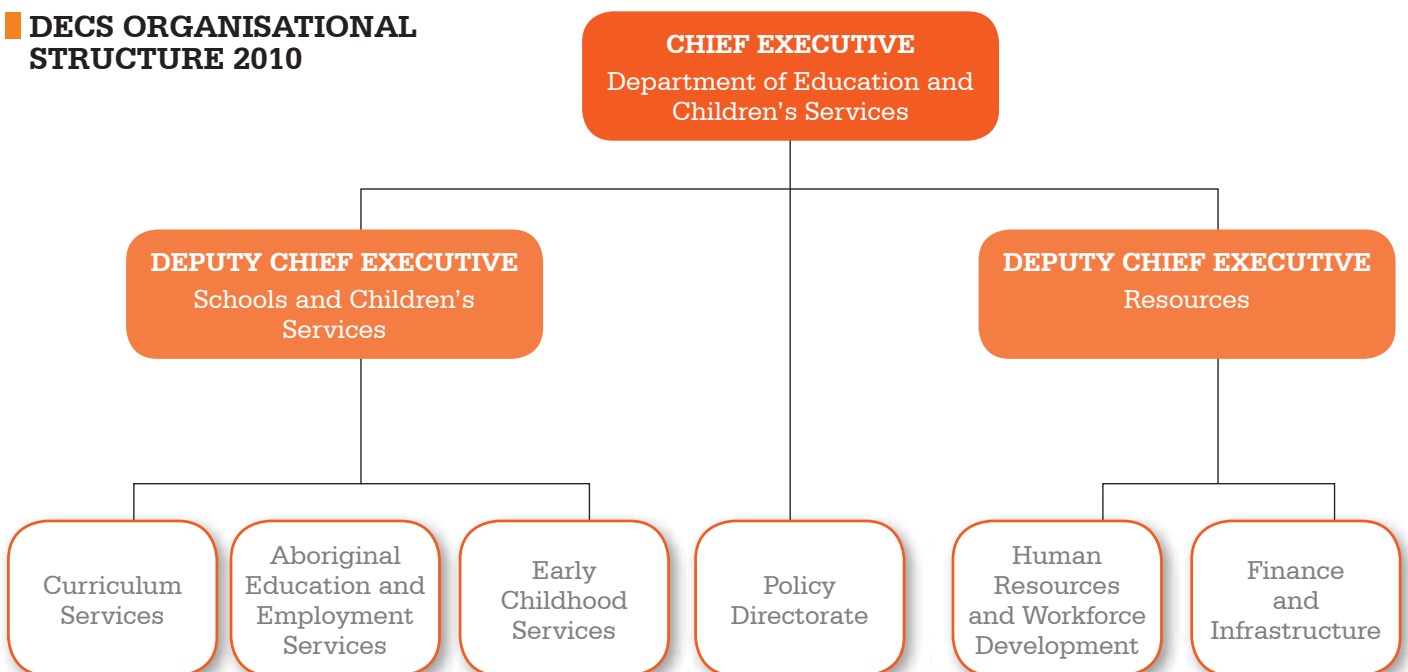 DECS ORGANISATIONAL
STRUCTURE 2010
CHIEF EXECUTIVE
Department of Education and
Children’s Services
DEPUTY CHIEF EXECUTIVE
Schools and Children’s
Services
DEPUTY CHIEF EXECUTIVE
Resources
Curriculum
Services
Aboriginal
Education and
Employment
Services
Early
Childhood
Services
Policy
Directorate
Human
Resources
and Workforce
Development
Finance
and
Infrastructure